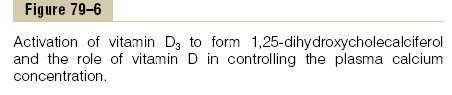 Figure 79–6
Activation of vitamin D₃ to form 1,25-dihydroxycholecalciferol
and the role of vitamin D in controlling the plasma calcium
concentration.